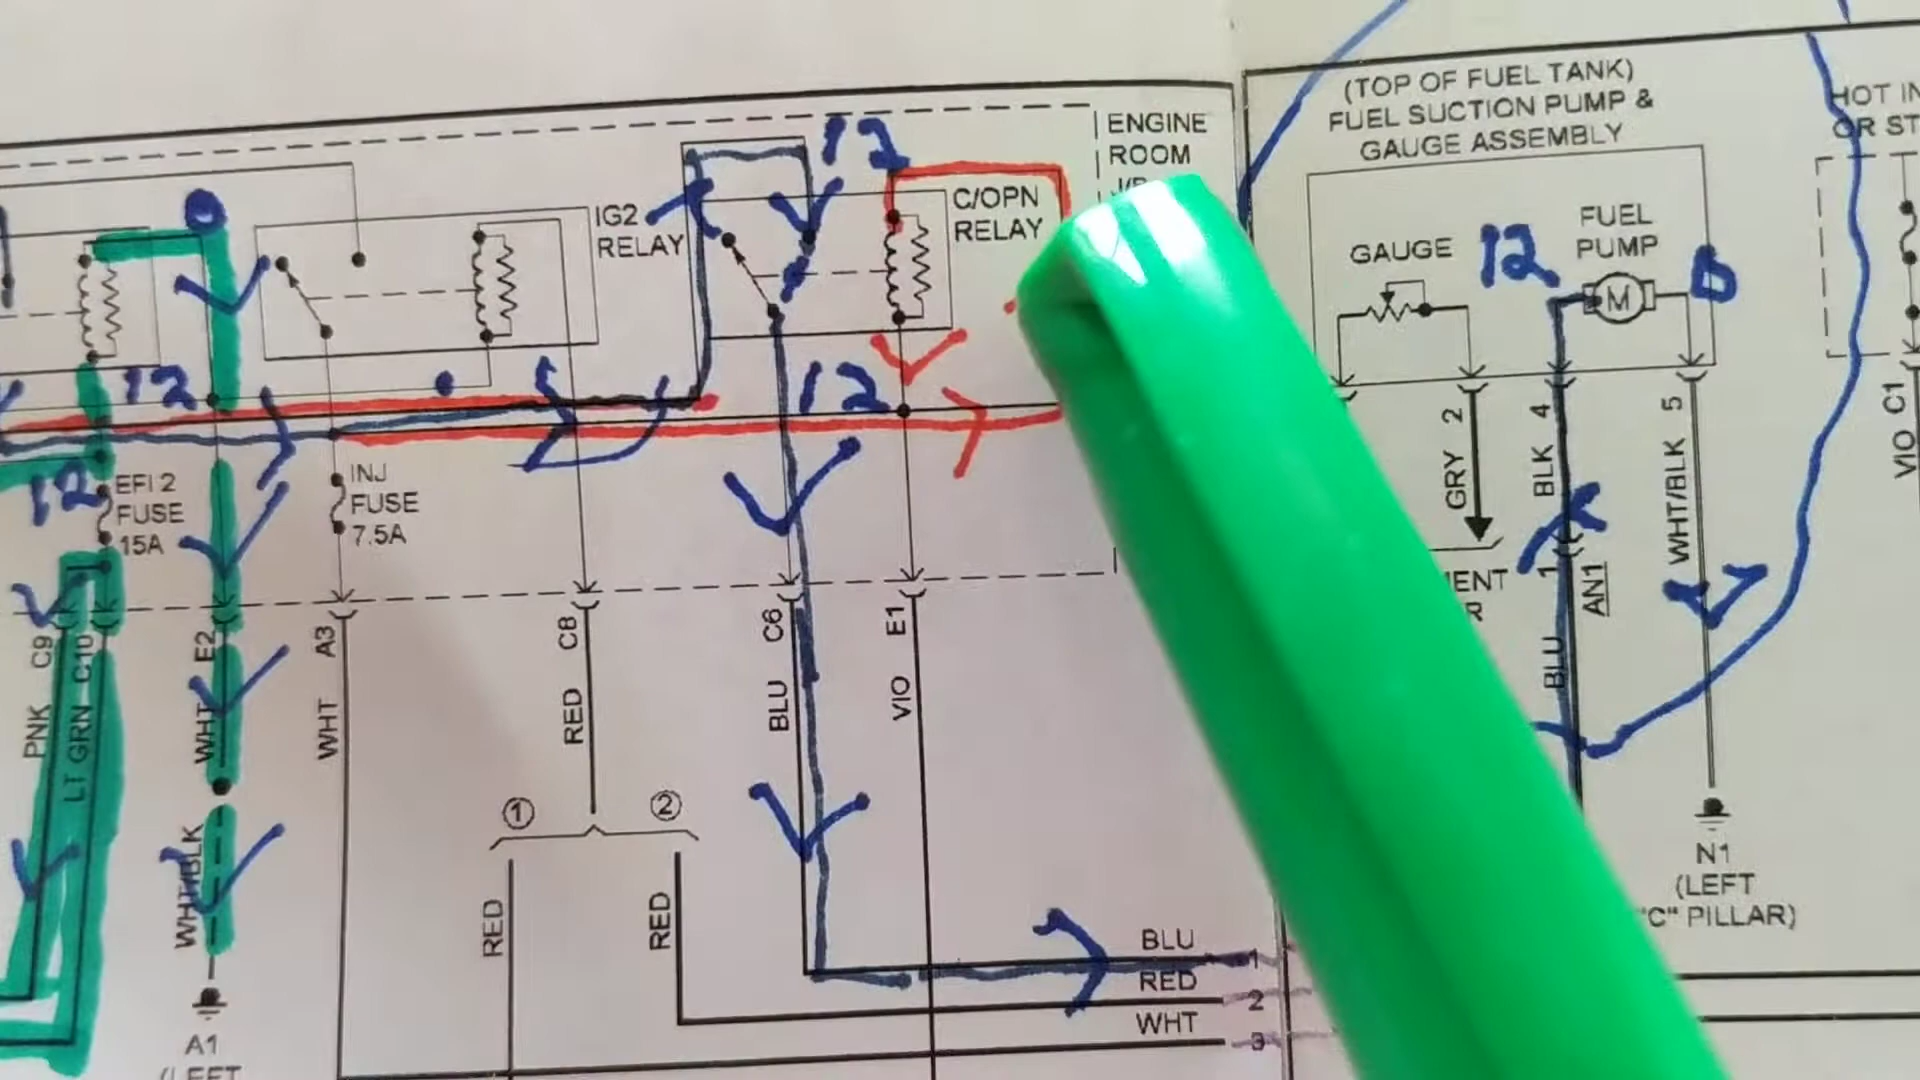 (TOP OF FUEL TANK)
FUEL SUCTION PUMP &
GAUGE ASSEMBLY
ENGINE
ROOM
12
C/OPN
RELAY
IG2
RELAY
FUEL
PUMP
GAUGE
12
M
HOT IN
OR ST
12
12
12
EFI 2
FUSE
15A
INJ
FUSE
7.5A
GRY 2
BLK 4
WHT/BLK 5
VIO C1
1
AN1
BLU
PNK C9
LT GRN C10
WHT E2
WHT A3
C8
RED
C6
BLU
E1
VIO
1
2
WHT/BLK
RED
RED
BLU 1
RED 2
WHT 3
N1
(LEFT
"C" PILLAR)
A1
(LEFT